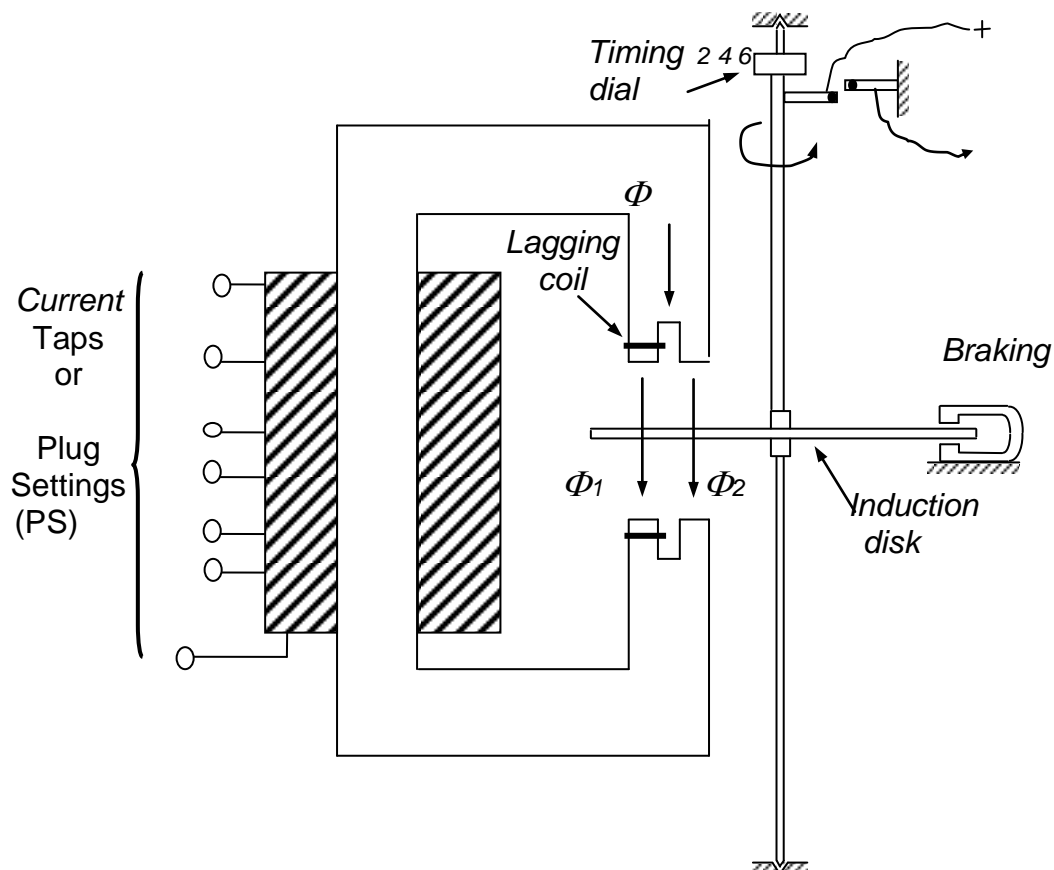 Timing 2 4 6
dial
+
Φ
Lagging
coil
Current
Taps
or
Plug
Settings
(PS)
Braking
Φ1
Φ2
Induction
disk